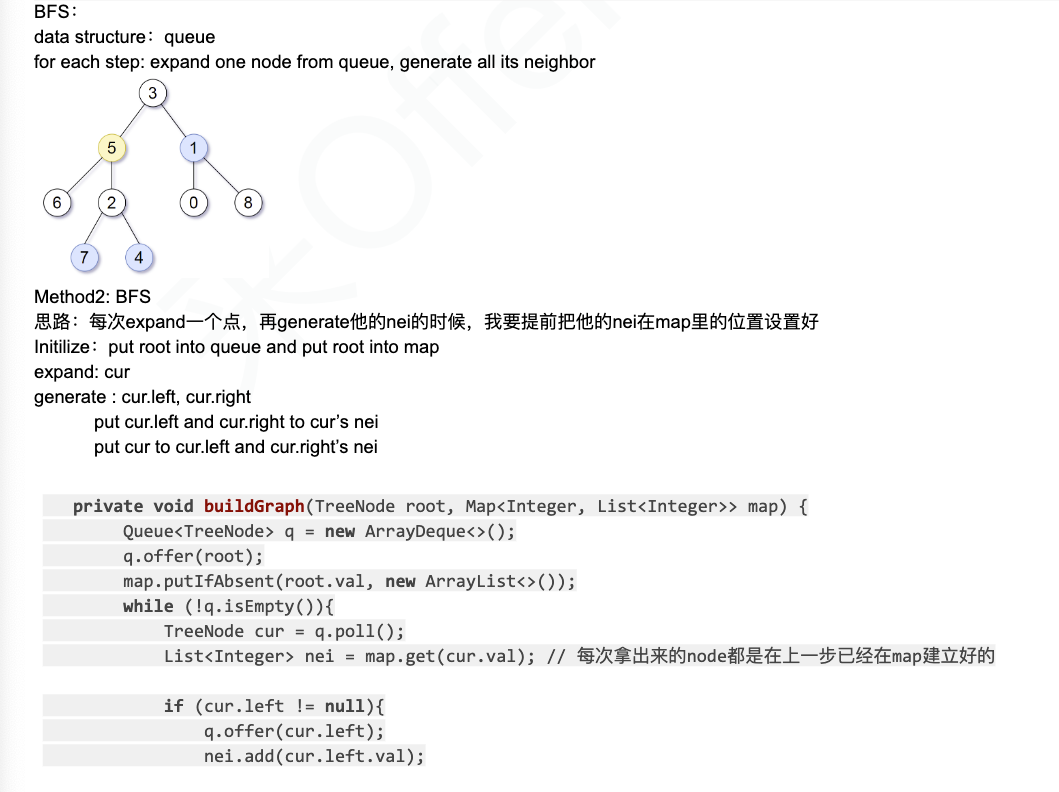 BFS：
data structure：queue
for each step: expand one node from queue, generate all its neighbor
3
5 1
6 2 0 8
7 4
Method2: BFS
思路：每次expand一个点，再generate他的nei的时候，我要提前把他的nei在map里的位置设置好
Initilize：put root into queue and put root into map
expand: cur
generate : cur.left, cur.right
put cur.left and cur.right to cur’s nei
put cur to cur.left and cur.right’s nei
private void buildGraph(TreeNode root, Map<Integer, List<Integer>> map) {
Queue<TreeNode> q = new ArrayDeque<>();
q.offer(root);
map.putIfAbsent(root.val, new ArrayList<>());
while (!q.isEmpty()){
TreeNode cur = q.poll();
List<Integer> nei = map.get(cur.val); // 每次拿出来的node都是在上一步已经在map建立好的
if (cur.left != null){
q.offer(cur.left);
nei.add(cur.left.val);